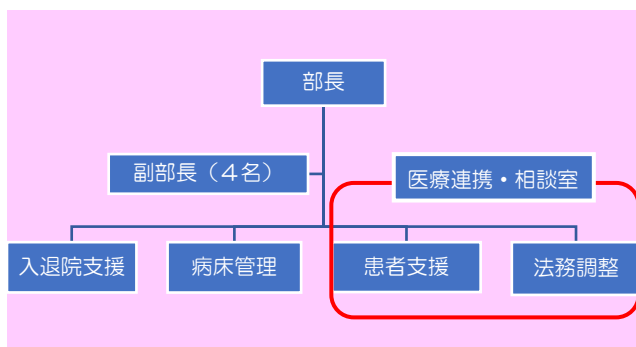 部長
副部長（４名）
医療連携・相談室
入退院支援
病床管理
患者支援
法務調整